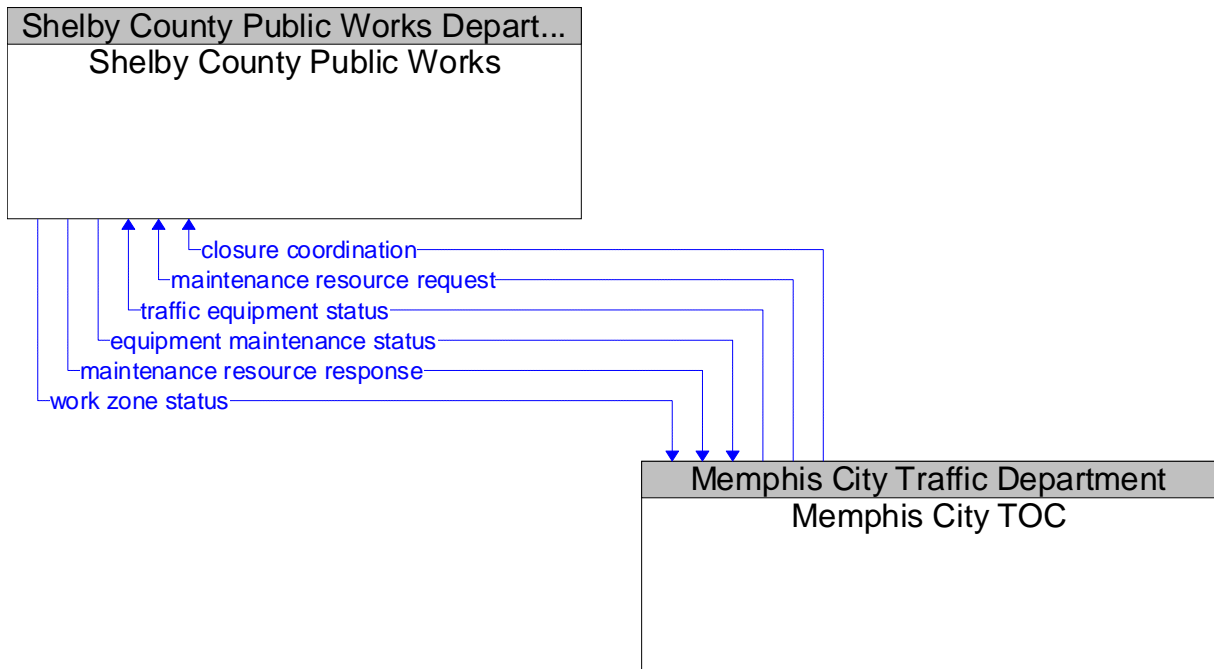 Shelby County Public Works Depart...
Shelby County Public Works
closure coordination
maintenance resource request
traffic equipment status
equipment maintenance status
maintenance resource response
work zone status
Memphis City Traffic Department
Memphis City TOC